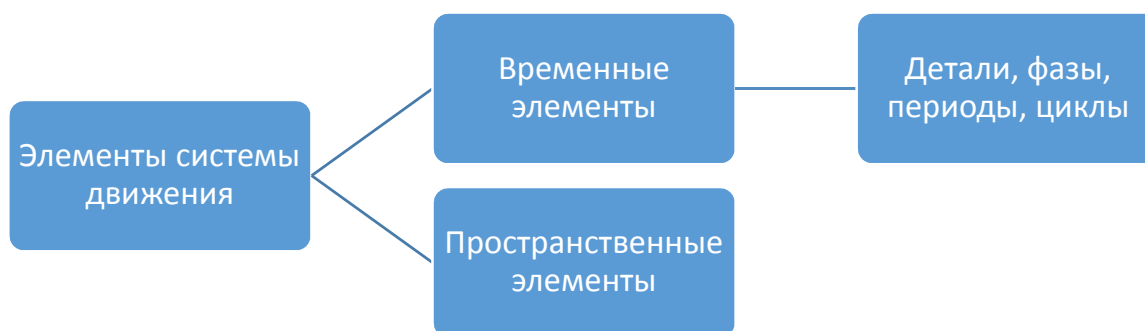 Элементы системы
движения
Временные
элементы
Детали, фазы,
периоды, циклы
Пространственные
элементы